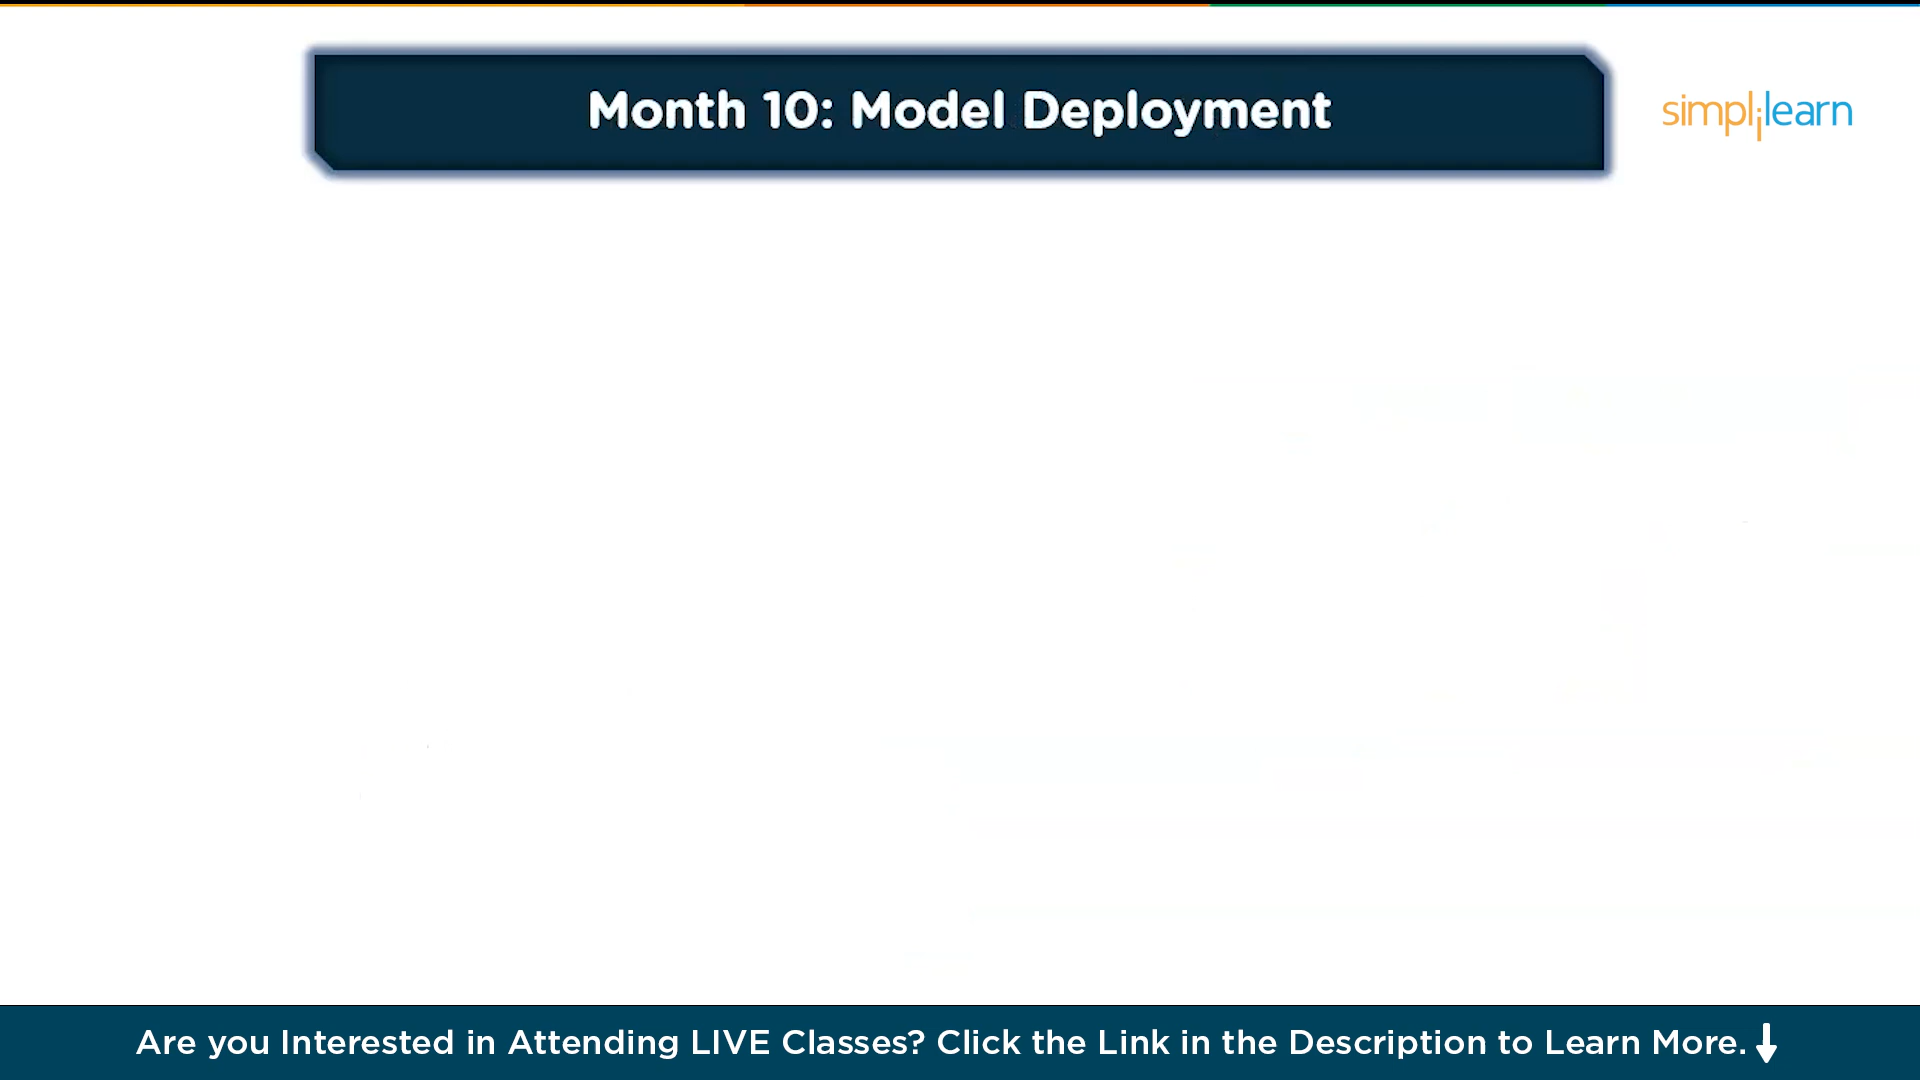 Month 10: Model Deployment
simplilearn
Are you Interested in Attending LIVE Classes? Click the Link in the Description to Learn More.